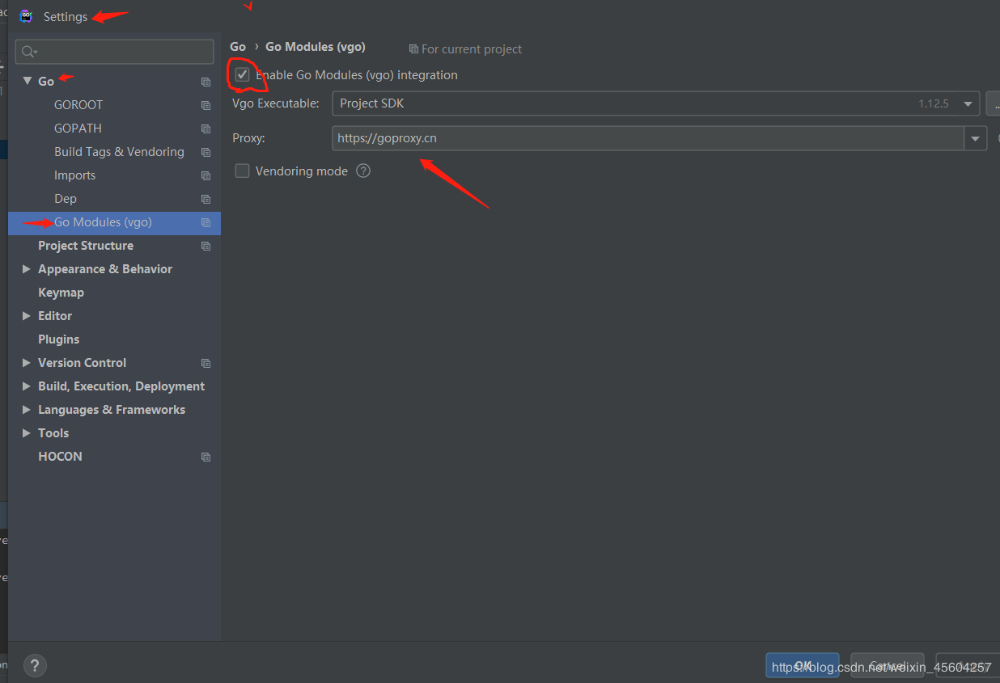 Settings
Go › Go Modules (vgo)
For current project
Enable Go Modules (vgo) integration
Vgo Executable:
Project SDK
1.12.5
Proxy:
https://goproxy.cn
Vendoring mode
Go
GOROOT
GOPATH
Build Tags & Vendoring
Imports
Dep
Go Modules (vgo)
Project Structure
Appearance & Behavior
Keymap
Editor
Plugins
Version Control
Build, Execution, Deployment
Languages & Frameworks
Tools
HOCON
OK
Cancel
https://blog.csdn.net/weixin_45604257